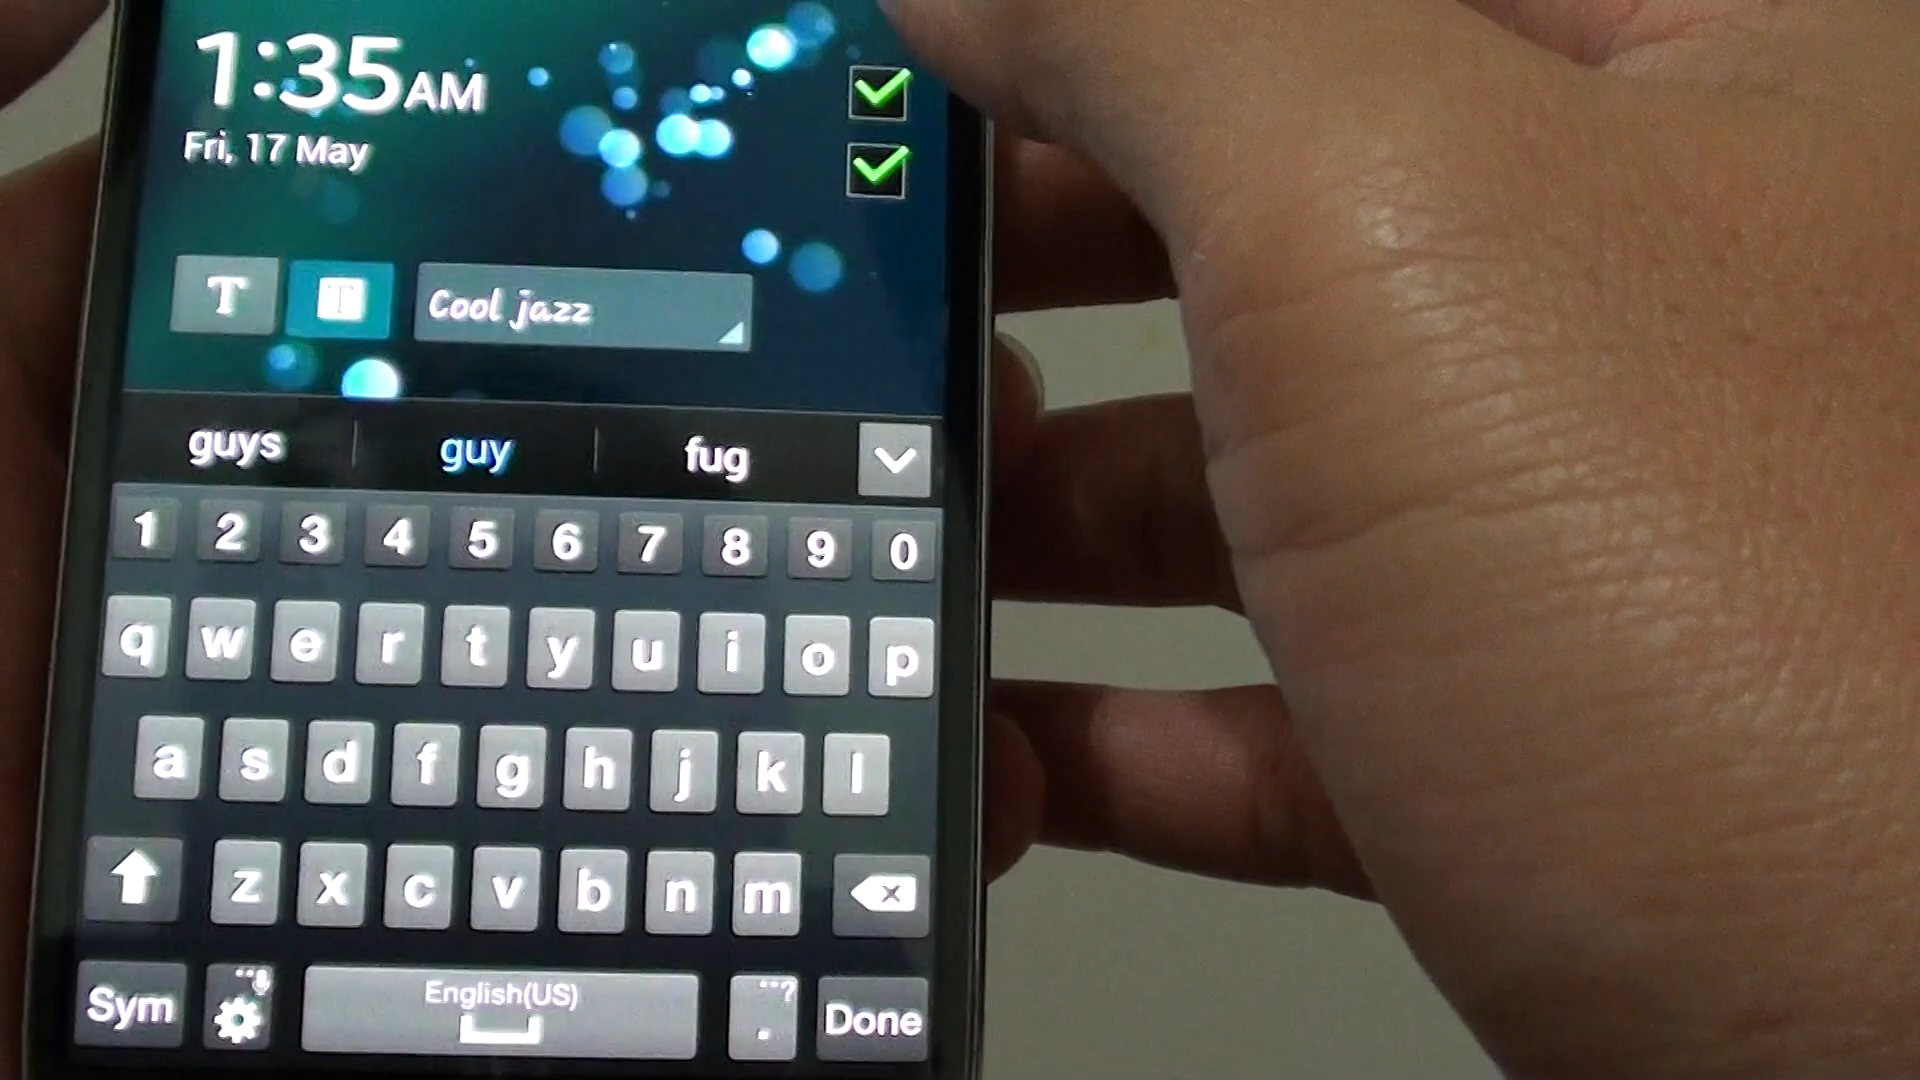 1:35AM
Fri, 17 May
T T Cool jazz
guys guy fug
1 2 3 4 5 6 7 8 9 0
q w e r t y u i o p
a s d f g h j k l
z x c v b n m
Sym English(US) ...? . Done